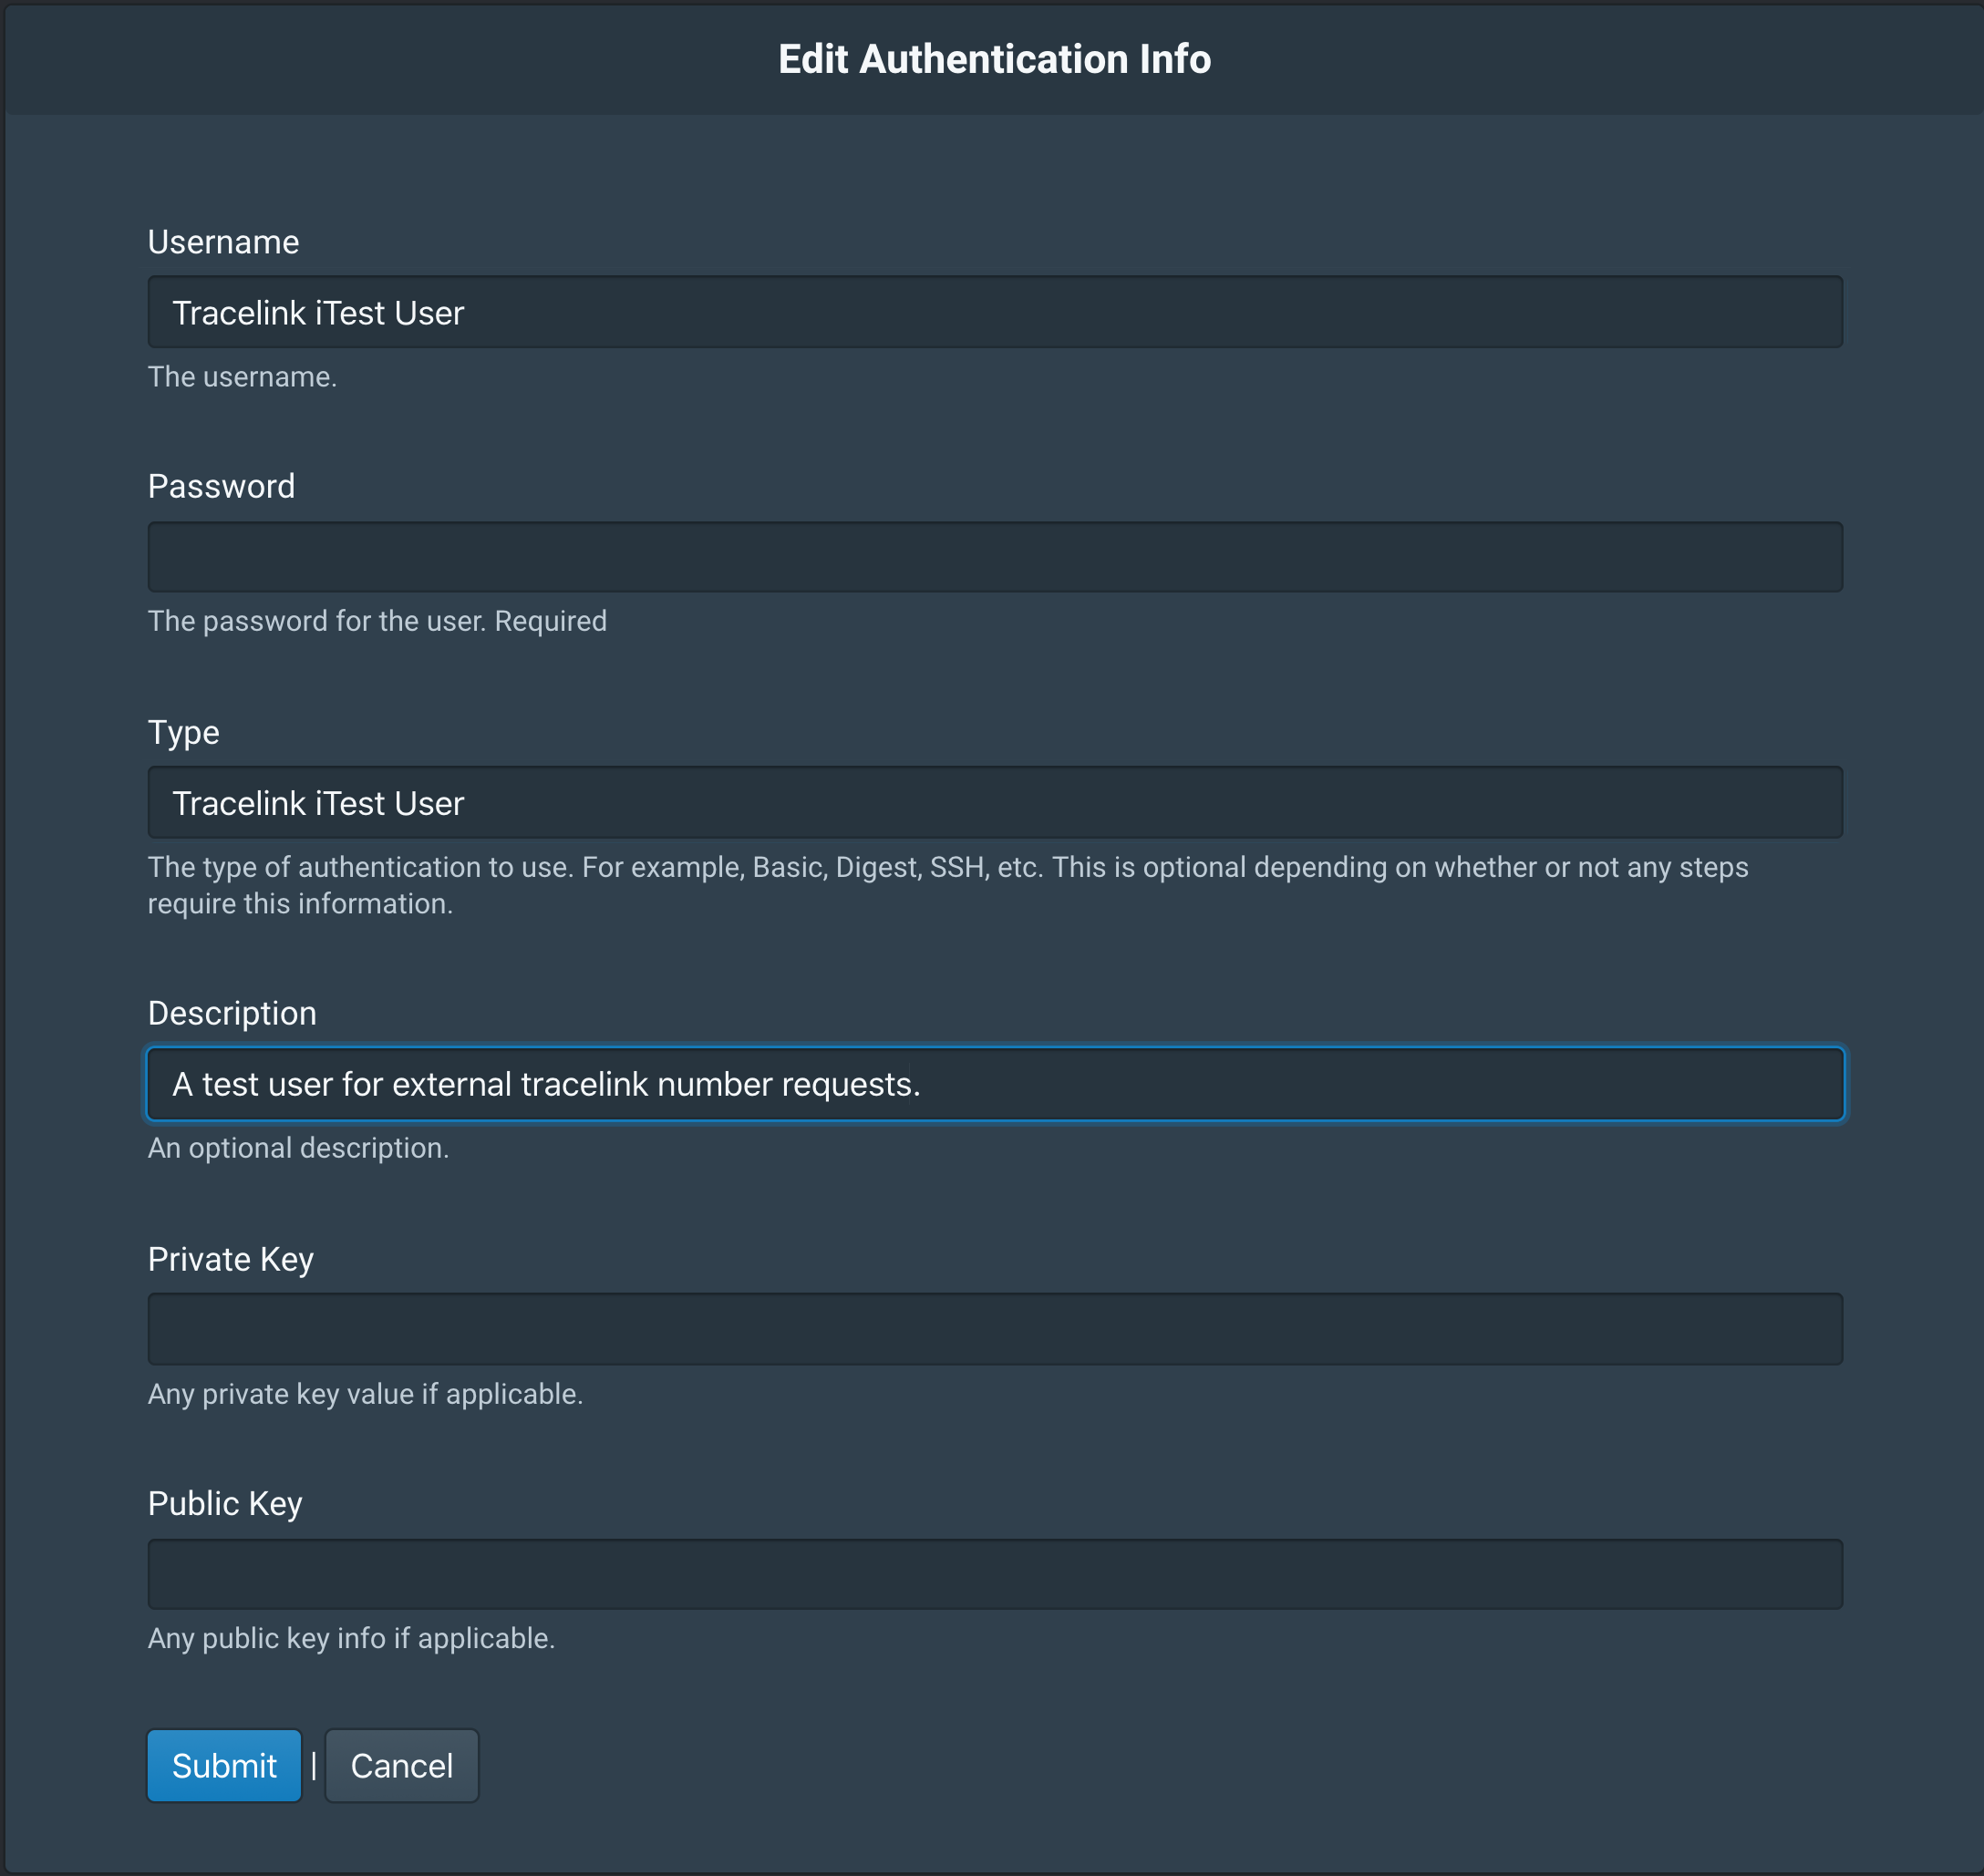 Edit Authentication Info
Username
Tracelink iTest User
The username.
Password
The password for the user. Required
Type
Tracelink iTest User
The type of authentication to use. For example, Basic, Digest, SSH, etc. This is optional depending on whether or not any steps
require this information.
Description
A test user for external tracelink number requests.
An optional description.
Private Key
Any private key value if applicable.
Public Key
Any public key info if applicable.
Submit | Cancel